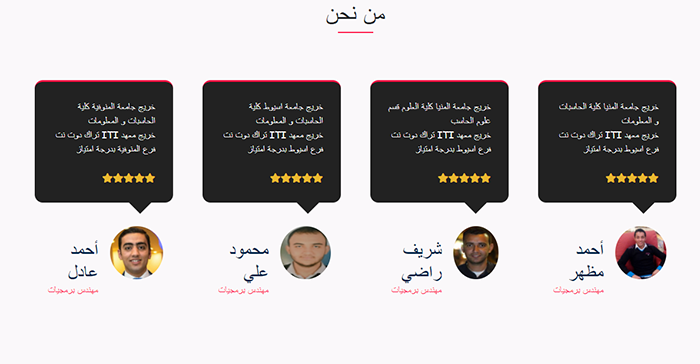 من نحن
خريج جامعة المنيا كلية الحاسبات
و المعلومات
خريج معهد ITI تراك دوت نت
فرع اسيوط بدرجة امتياز
أحمد
مظهر
مهندس برمجيات
خريج جامعة المنيا كلية العلوم قسم
علوم الحاسب
خريج معهد ITI تراك دوت نت
فرع اسيوط بدرجة امتياز
شريف
راضي
مهندس برمجيات
خريج جامعة اسيوط كلية
الحاسبات و المعلومات
خريج معهد ITI تراك دوت نت
فرع اسيوط بدرجة امتياز
محمود
علي
مهندس برمجيات
خريج جامعة المنوفية كلية
الحاسبات و المعلومات
خريج معهد ITI تراك دوت نت
فرع المنوفية بدرجة امتياز
أحمد
عادل
مهندس برمجيات